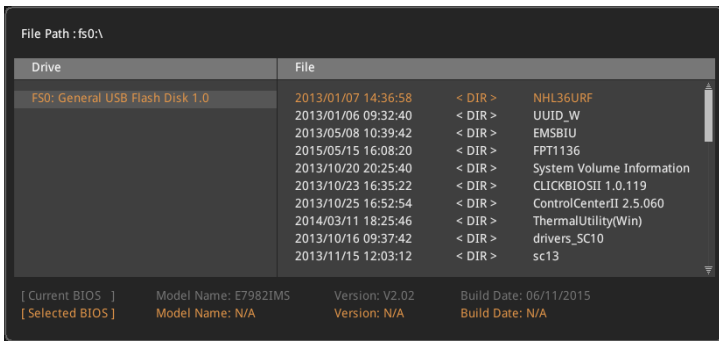 File Path : fs0:\
Drive File
FS0: General USB Flash Disk 1.0 2013/01/07 14:36:58 < DIR > NHL36URF
2013/01/06 09:32:40 < DIR > UUID_W
2013/05/08 10:39:42 < DIR > EMSBIU
2015/05/15 16:08:20 < DIR > FPT1136
2013/10/20 20:25:40 < DIR > System Volume Information
2013/10/23 16:35:22 < DIR > CLICKBIOSII 1.0.119
2013/10/25 16:52:54 < DIR > ControlCenterII 2.5.060
2014/03/11 18:25:46 < DIR > ThermalUtility(Win)
2013/10/16 09:37:42 < DIR > drivers_SC10
2013/11/15 12:03:12 < DIR > sc13
[ Current BIOS ] Model Name: E7982IMS Version: V2.02 Build Date: 06/11/2015
[ Selected BIOS ] Model Name: N/A Version: N/A Build Date: N/A